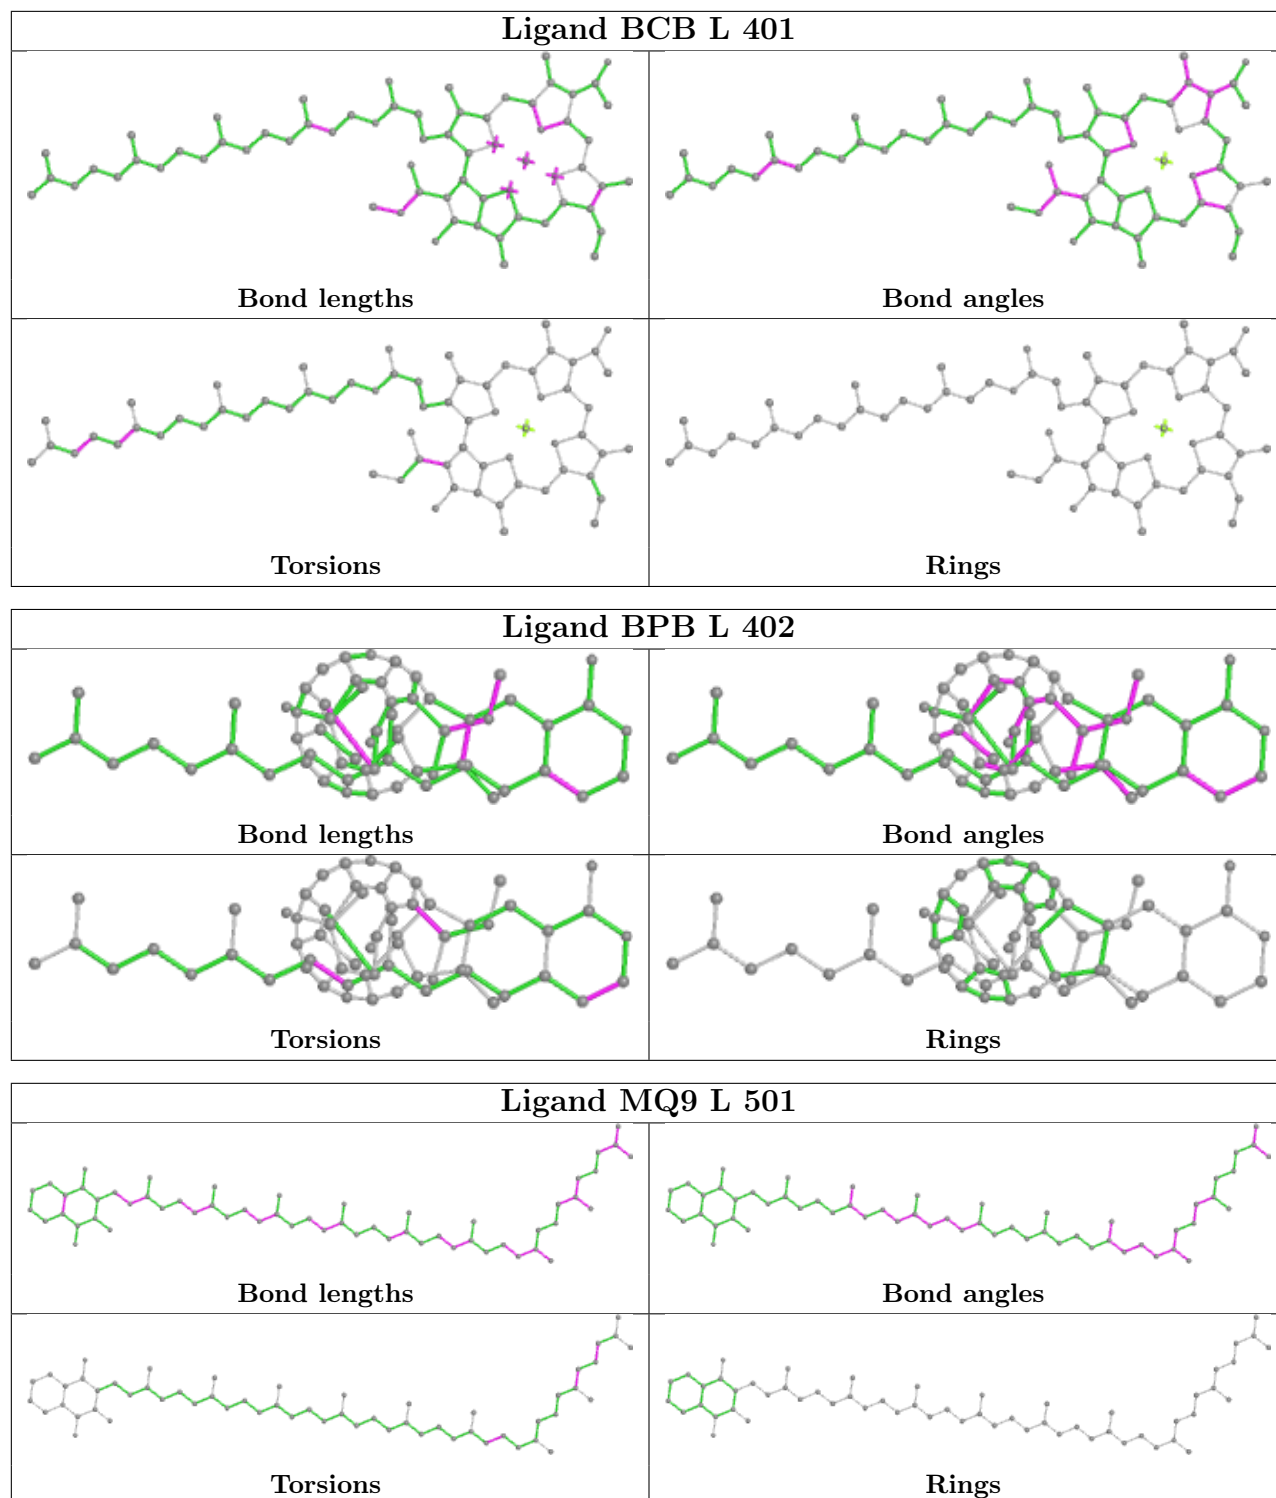 Ligand BCB L 401
Bond lengths
Bond angles
Torsions
Rings
Ligand BPB L 402
Bond lengths
Bond angles
Torsions
Rings
Ligand MQ9 L 501
Bond lengths
Bond angles
Torsions
Rings